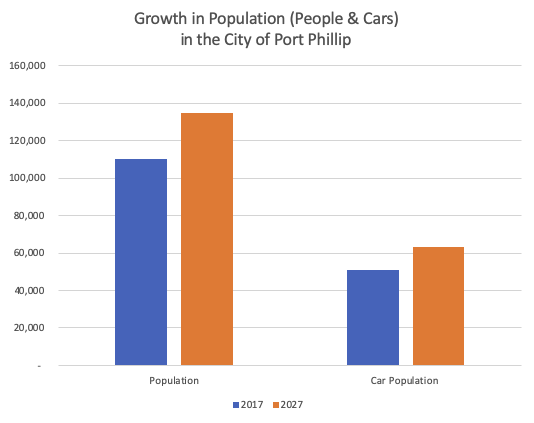 Growth in Population (People & Cars)
in the City of Port Phillip
160,000
140,000
120,000
100,000
80,000
60,000
40,000
20,000
-
Population
Car Population
2017
2027